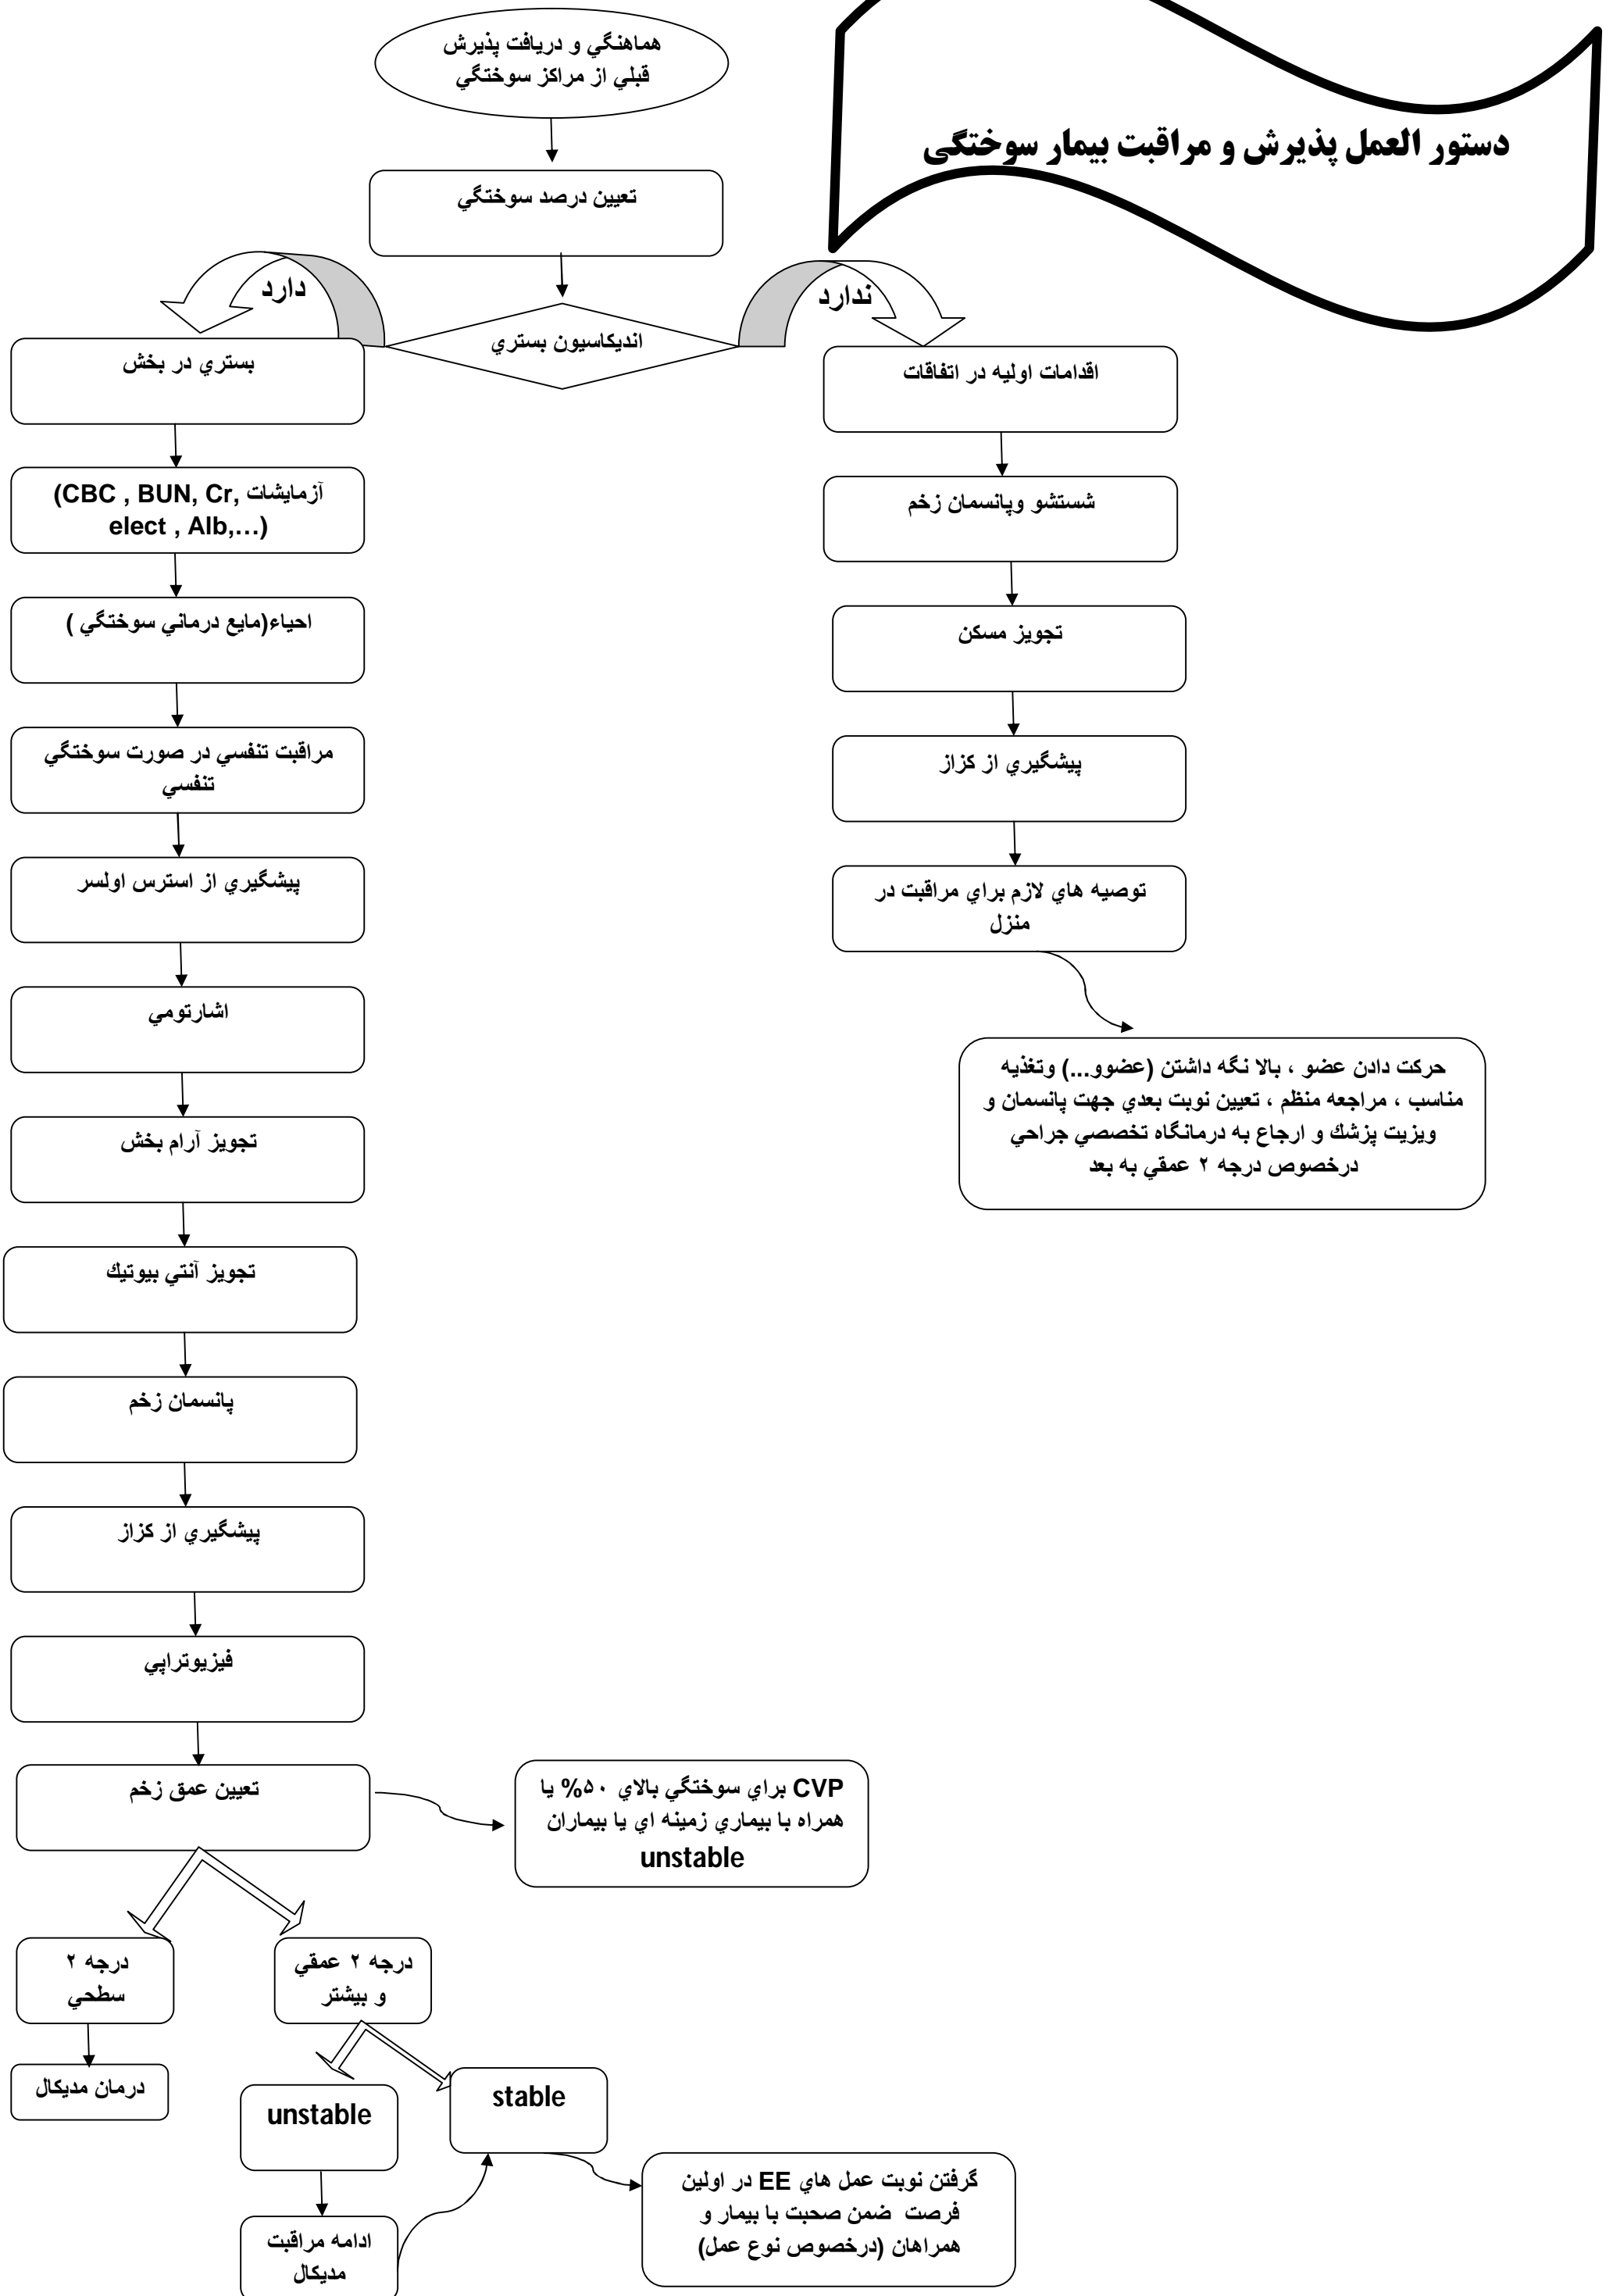 دستور العمل پذيرش و مراقبت بيمار سوختگي
هماهنگي و دريافت پذيرش
قبلي از مراكز سوختگي
تعيين درصد سوختگي
انديكاسيون بستري
دارد
ندارد
بستري در بخش
آزمايشات (CBC , BUN, Cr,
elect , Alb,…)
احياء(مايع درماني سوختگي )
مراقبت تنفسي در صورت سوختگي
تنفسي
پيشگيري از استرس اولسر
اشارتومي
تجويز آرام بخش
تجويز آنتي بيوتيك
پانسمان زخم
پيشگيري از كزاز
فيزيوتراپي
تعيين عمق زخم
CVP براي سوختگي بالاي ۵۰% يا
همراه با بيماري زمينه اي يا بيماران
unstable
درجه ۲
سطحي
درمان مديكال
درجه ۲ عمقي
و بيشتر
unstable
ادامه مراقبت
مديكال
stable
گرفتن نوبت عمل هاي EE در اولين
فرصت ضمن صحبت با بيمار و
همراهان (درخصوص نوع عمل)
اقدامات اوليه در اتفاقات
شستشو وپانسمان زخم
تجويز مسكن
پيشگيري از كزاز
توصيه هاي لازم براي مراقبت در
منزل
حركت دادن عضو ، بالا نگه داشتن (عضوو...) وتغذيه
مناسب ، مراجعه منظم ، تعيين نوبت بعدي جهت پانسمان و
ويزيت پزشك و ارجاع به درمانگاه تخصصي جراحي
درخصوص درجه ۲ عمقي به بعد